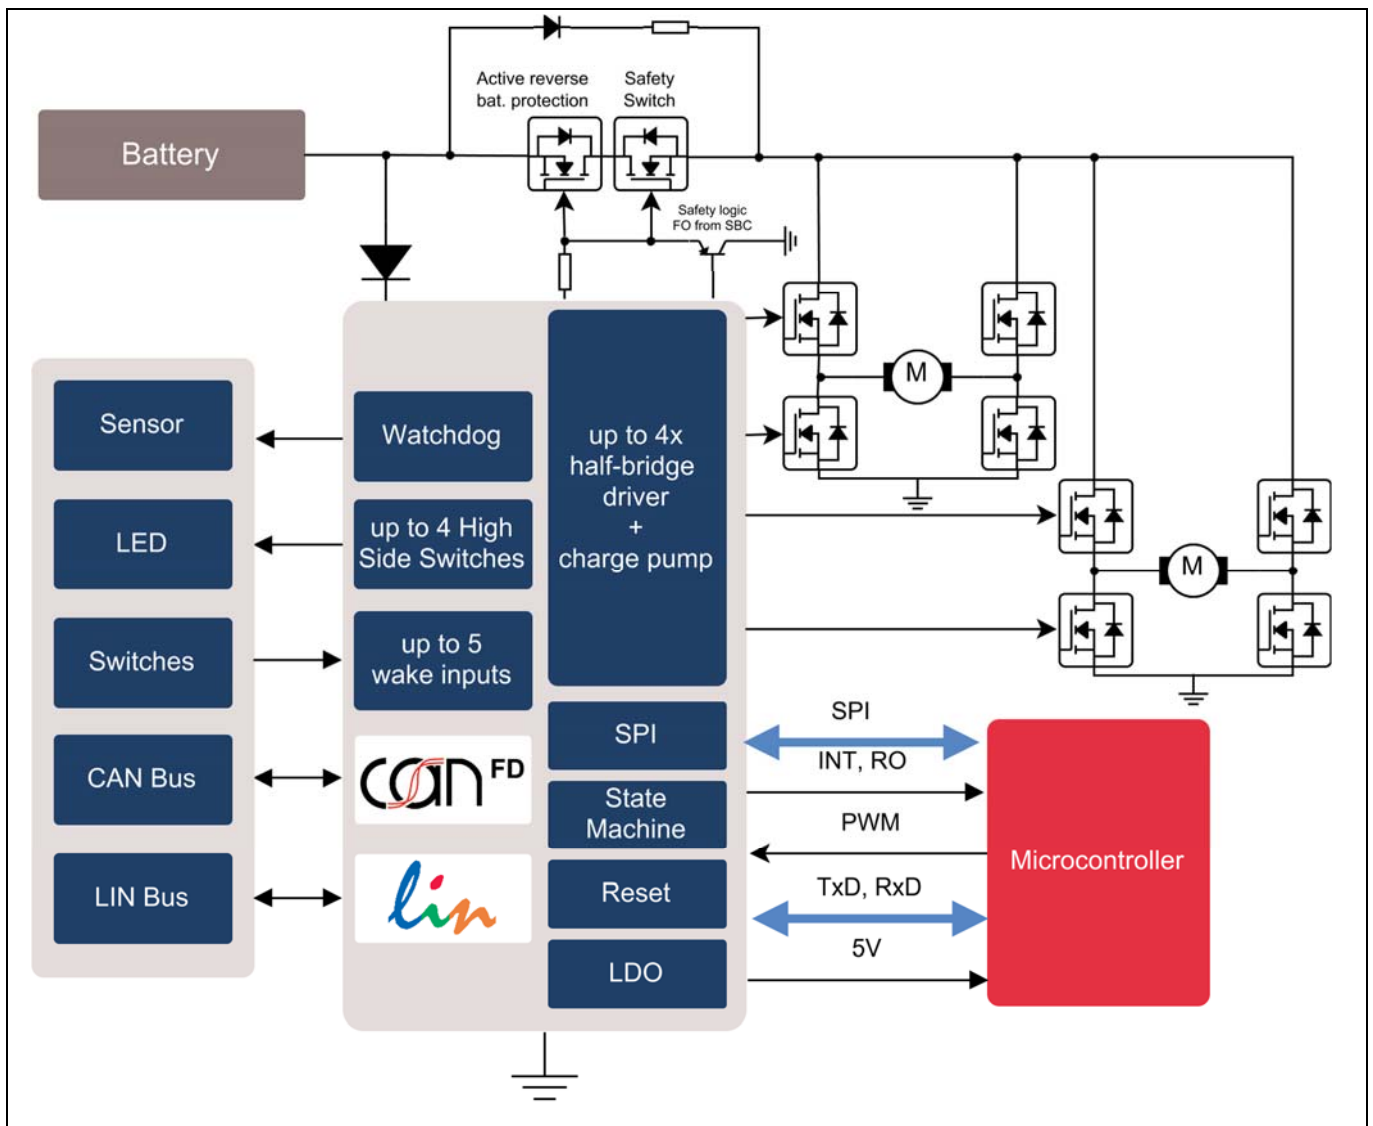 Active reverse
bat. protection
Safety
Switch
Battery
Safety logic
FO from SBC
Sensor
LED
Switches
CAN Bus
LIN Bus
Watchdog
up to 4 High
Side Switches
up to 5
wake inputs
CAN FD
lin
up to 4x
half-bridge
driver
+
charge pump
SPI
State
Machine
Reset
LDO
M
M
SPI
INT, RO
PWM
TxD, RxD
5V
Microcontroller